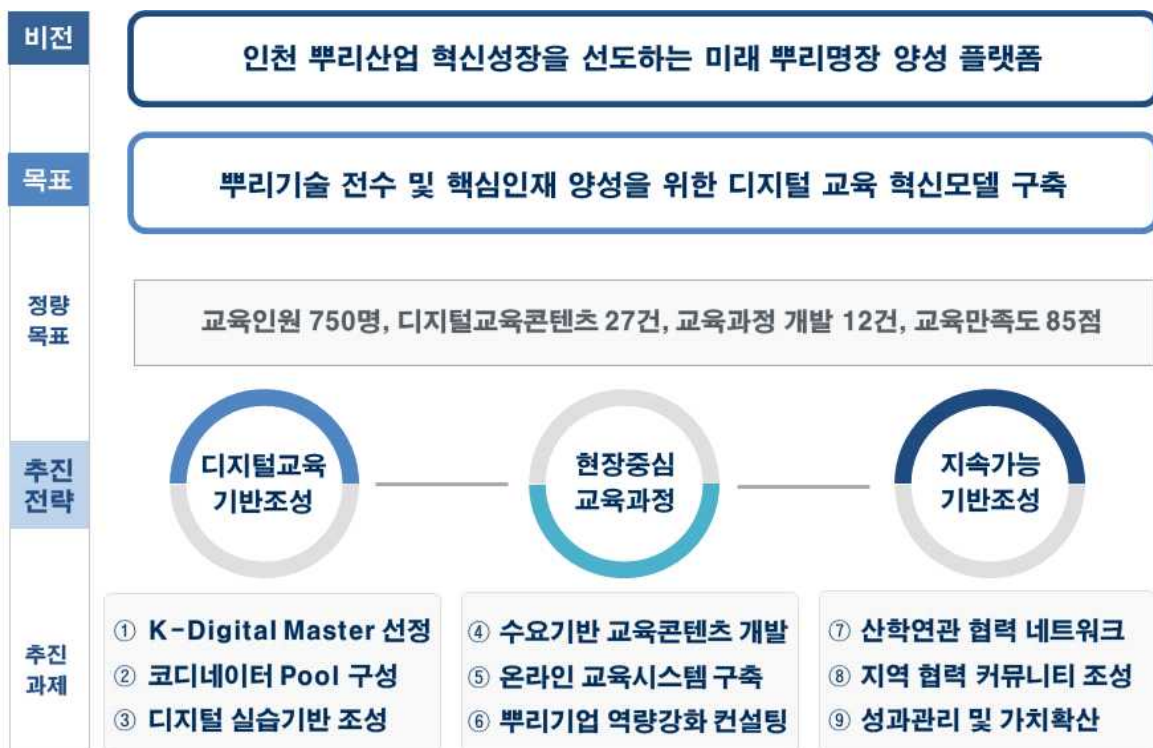 비전
인천 뿌리산업 혁신성장을 선도하는 미래 뿌리명장 양성 플랫폼
목표
뿌리기술 전수 및 핵심인재 양성을 위한 디지털 교육 혁신모델 구축
정량
목표
교육인원 750명, 디지털교육콘텐츠 27건, 교육과정 개발 12건, 교육만족도 85점
추진
전략
디지털교육
기반조성
현장중심
교육과정
지속가능
기반조성
추진
과제
① K-Digital Master 선정
② 코디네이터 Pool 구성
③ 디지털 실습기반 조성
④ 수요기반 교육콘텐츠 개발
⑤ 온라인 교육시스템 구축
⑥ 뿌리기업 역량강화 컨설팅
⑦ 산학연관 협력 네트워크
⑧ 지역 협력 커뮤니티 조성
⑨ 성과관리 및 가치확산